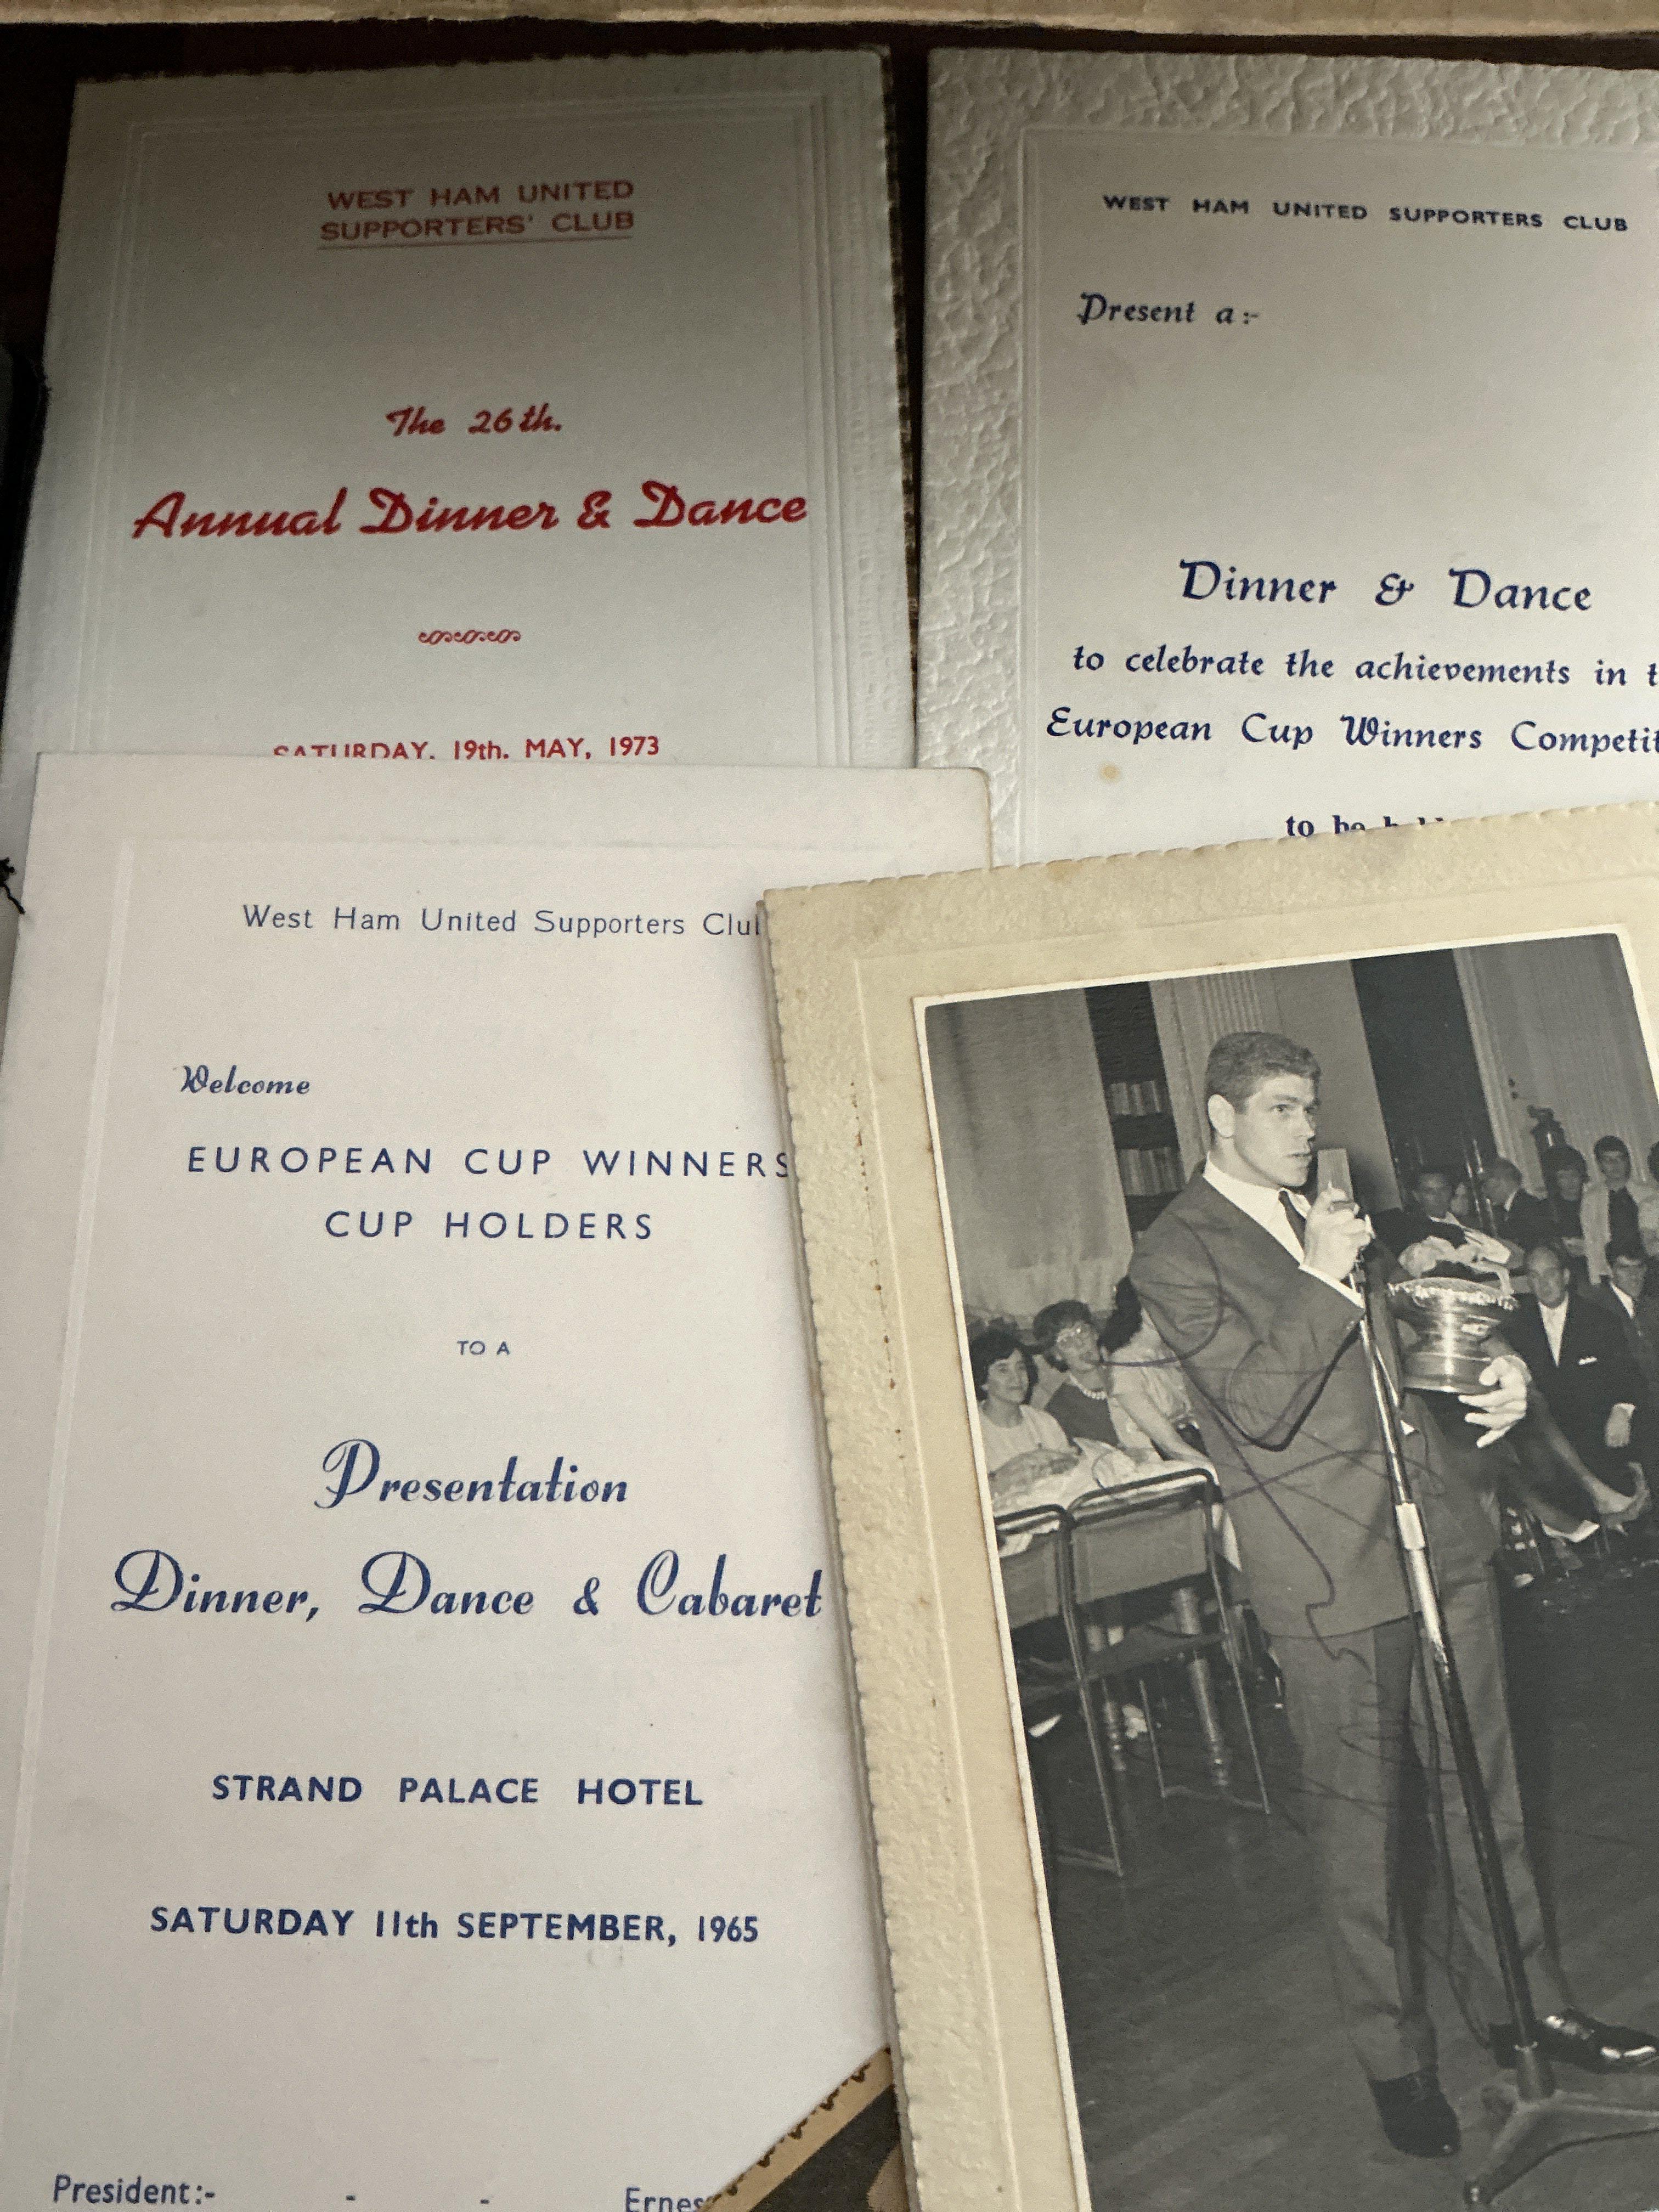 WEST HAM UNITED
SUPPORTERS' CLUB
The 26th.
Annual Dinner & Dance
SATURDAY, 19th. MAY, 1973
WEST HAM UNITED SUPPORTERS CLUB
Present a:-
Dinner & Dance
to celebrate the achievements in
European Cup Winners
to be
West Ham United Supporters
Welcome
EUROPEAN CUP WINNERS
CUP HOLDERS
TO A
Presentation
Dinner, Dance & Cabaret
STRAND PALACE HOTEL
SATURDAY 11th SEPTEMBER, 1965
President:- - -